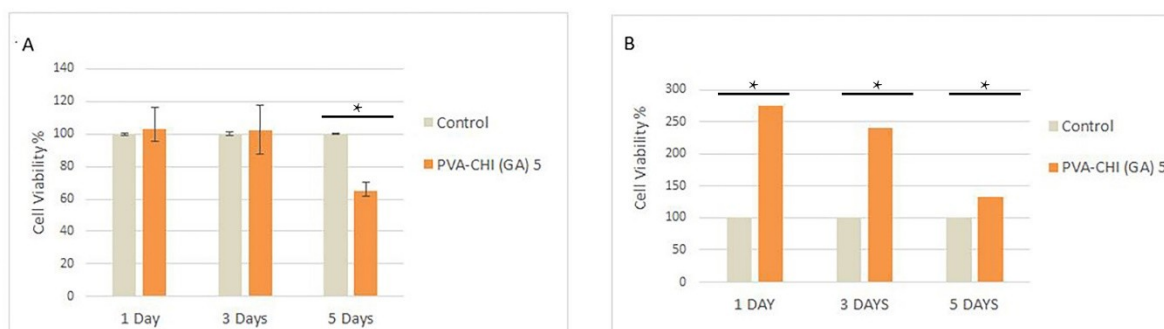 A
140
120
100
80
60
40
20
0
Cell Viability %
*
1 Day 3 Days 5 Days
Control
PVA-CHI (GA) 5
B
300
250
200
150
100
50
0
Cell Viability %
* * *
1 DAY 3 DAYS 5 DAYS
Control
PVA-CHI (GA) 5